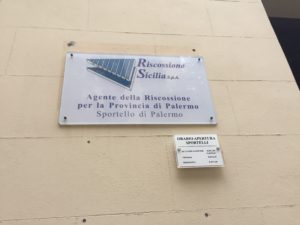 Riscossione
Sicilia S.p.A.
Agente della Riscossione
per la Provincia di Palermo
Sportello di Palermo
ORARIO APERTURA
SPORTELLI